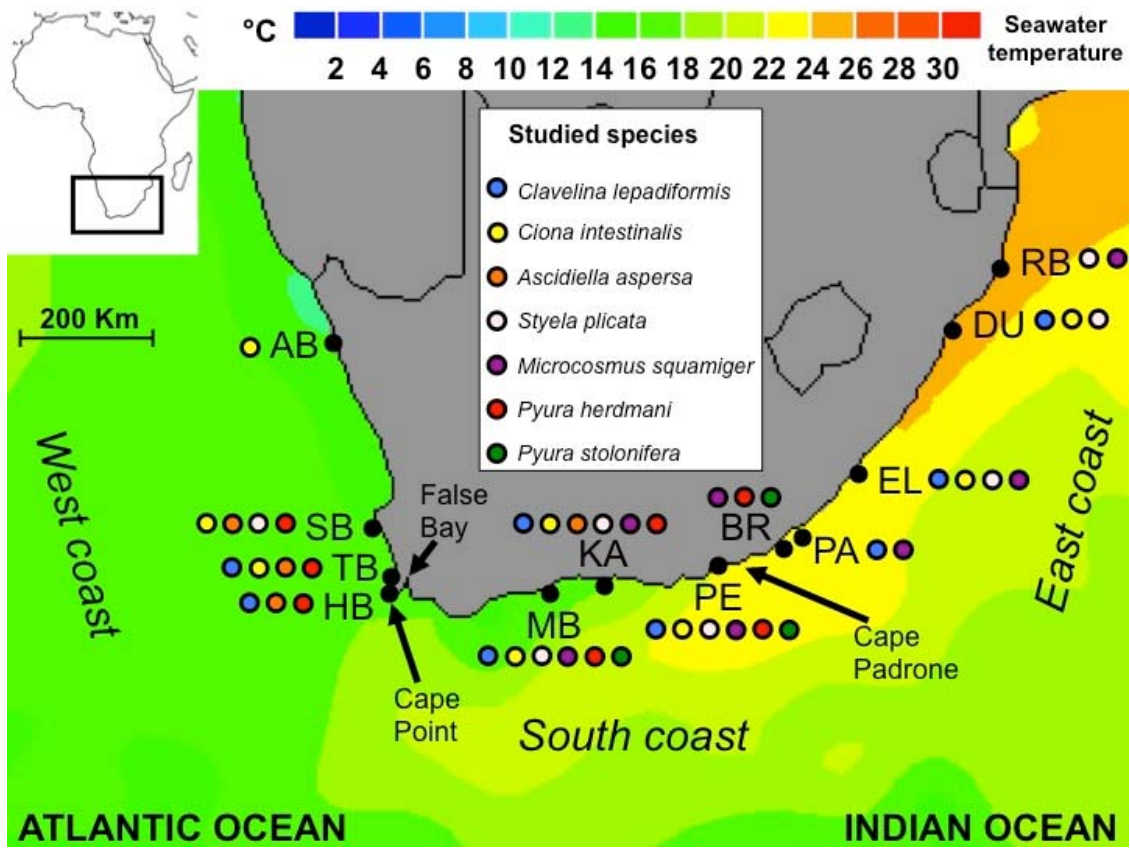 °C
2 4 6 8 10 12 14 16 18 20 22 24 26 28 30
Seawater
temperature
Studied species
Clavelina lepadiformis
Ciona intestinalis
Ascidiella aspersa
Styela plicata
Microcosmus squamiger
Pyura herdmani
Pyura stolonifera
200 Km
AB
RB
DU
West coast
False
Bay
SB
TB
HB
KA
BR
EL
PA
MB
PE
East coast
Cape
Point
Cape
Padrone
South coast
ATLANTIC OCEAN
INDIAN OCEAN